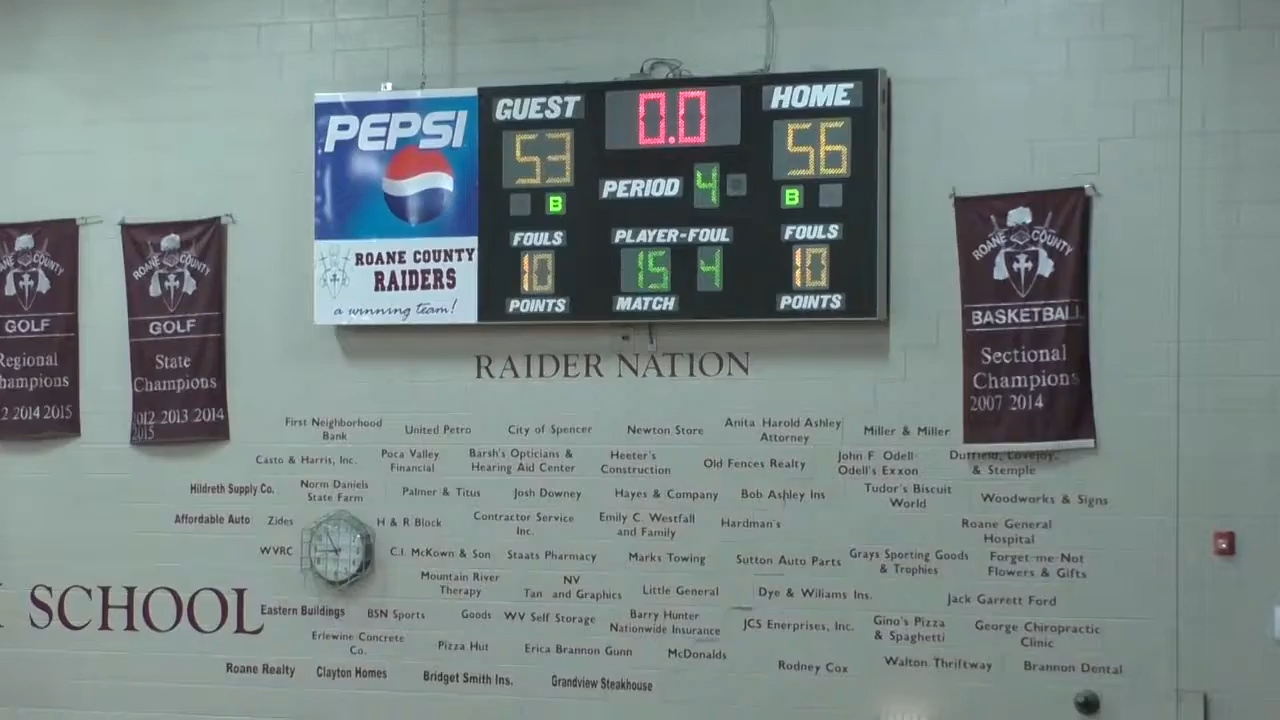 PEPSI
ROANE COUNTY
RAIDERS
a winning team!
GUEST
0.0
HOME
53
56
PERIOD 4
B
B
FOULS
PLAYER-FOUL
FOULS
10
15 4
10
POINTS
MATCH
POINTS
RAIDER NATION
COUNTY
GOLF
Regional
2 2014 2015
ROANE COUNTY
GOLF
State
Champions
2012 2013 2014
2015
ROANE COUNTY
BASKETBALL
Sectional
Champions
2007 2014
First Neighborhood
Bank
United Petro
City of Spencer
Newton Store
Anita Harold Ashley
Attorney
Miller & Miller
Casto & Harris, Inc.
Poca Valley
Financial
Barsh's Opticians &
Hearing Aid Center
Heeter's
Construction
Old Fences Realty
John F. Odell
Odell's Exxon
Duffield, Lovejoy,
& Stemple
Hildreth Supply Co.
Norm Daniels
State Farm
Palmer & Titus
Josh Downey
Hayes & Company
Bob Ashley Ins
Tudor's Biscuit
World
Woodworks & Signs
Affordable Auto
Zides
H & R Block
Contractor Service
Inc.
Emily C. Westfall
and Family
Hardman's
Roane General
Hospital
WVRC
C.I. McKown & Son
Staats Pharmacy
Marks Towing
Sutton Auto Parts
Grays Sporting Goods
& Trophies
Forget-me-Not
Flowers & Gifts
Mountain River
Therapy
NV
Tan and Graphics
Little General
Dye & Wiliams Ins.
Jack Garrett Ford
SCHOOL
Eastern Buildings
BSN Sports
Goods
WV Self Storage
Barry Hunter
Nationwide Insurance
JCS Enerprises, Inc.
Gino's Pizza
& Spaghetti
George Chiropractic
Clinic
Erlewine Concrete
Co.
Pizza Hut
Erica Brannon Gunn
McDonalds
Rodney Cox
Walton Thriftway
Brannon Dental
Roane Realty
Clayton Homes
Bridget Smith Ins.
Grandview Steakhouse